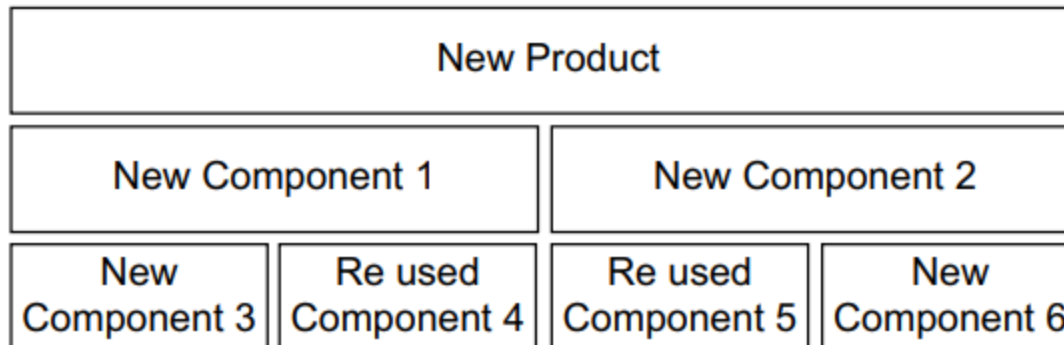 New Product
New Component 1
New Component 2
New
Component 3
Re used
Component 4
Re used
Component 5
New
Component 6